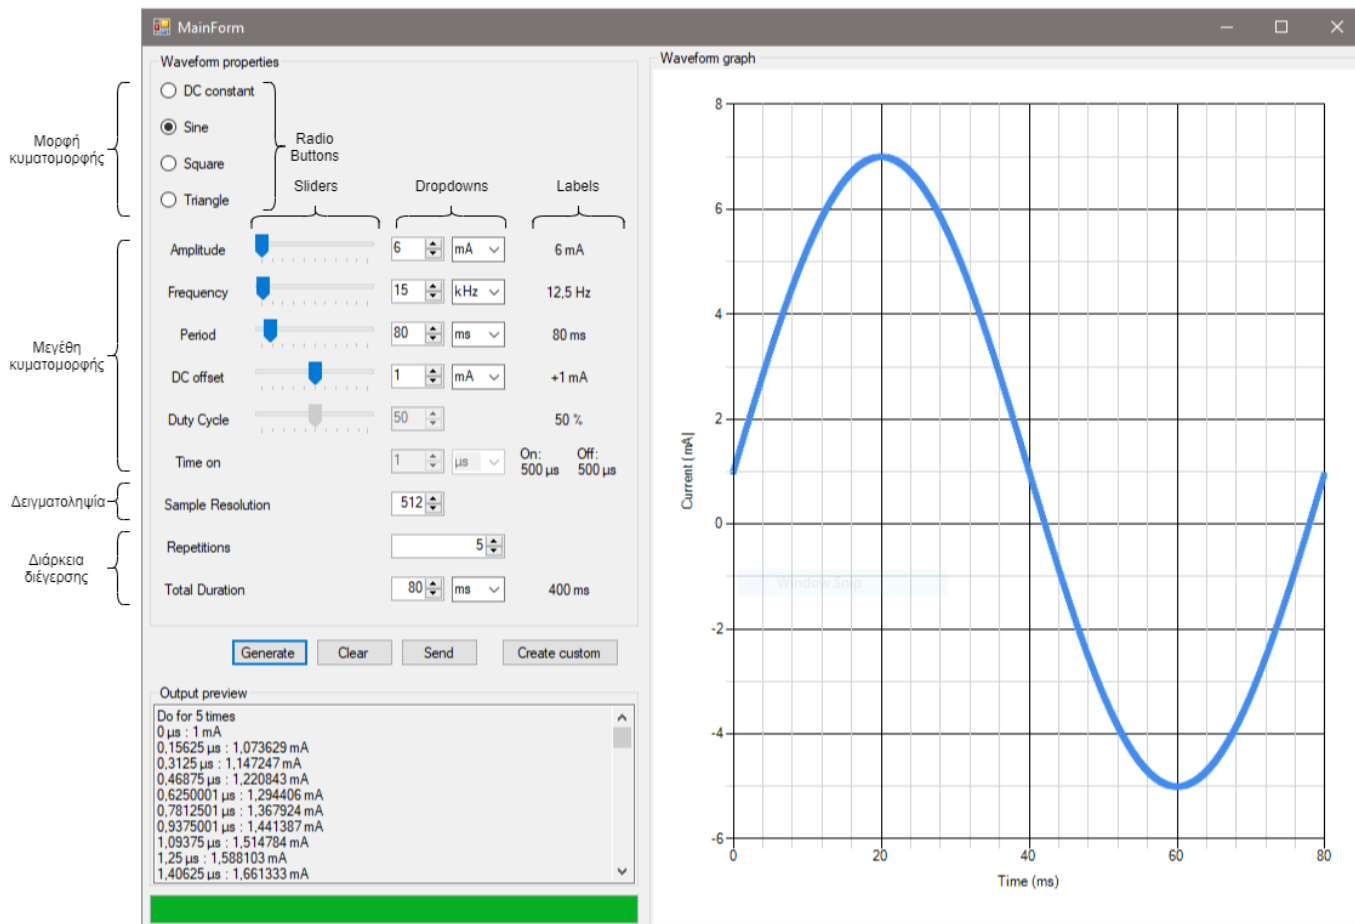 MainForm
Waveform properties
DC constant
Sine
Square
Triangle
Radio
Buttons
Μορφή
κυματομορφής
Sliders
Dropdowns
Labels
Amplitude
6
mA
6 mA
Frequency
15
kHz
12,5 Hz
Period
80
ms
80 ms
Μεγέθη
κυματομορφής
DC offset
1
mA
+1 mA
Duty Cycle
50
50 %
Time on
1
µs
On:
500 µs
Off:
500 µs
Δειγματοληψία
Sample Resolution
512
Διάρκεια
διέγερσης
Repetitions
5
Total Duration
80
ms
400 ms
Generate
Clear
Send
Create custom
Output preview
Do for 5 times
0 µs : 1 mA
0,15625 µs : 1,073629 mA
0,3125 µs : 1,147247 mA
0,46875 µs : 1,220843 mA
0,6250001 µs : 1,294406 mA
0,7812501 µs : 1,367924 mA
0,9375001 µs : 1,441387 mA
1,09375 µs : 1,514784 mA
1,25 µs : 1,588103 mA
1,40625 µs : 1,661333 mA
Waveform graph
8
6
4
2
0
-2
-4
-6
Current (mA)
Window Snip
0
20
40
60
80
Time (ms)